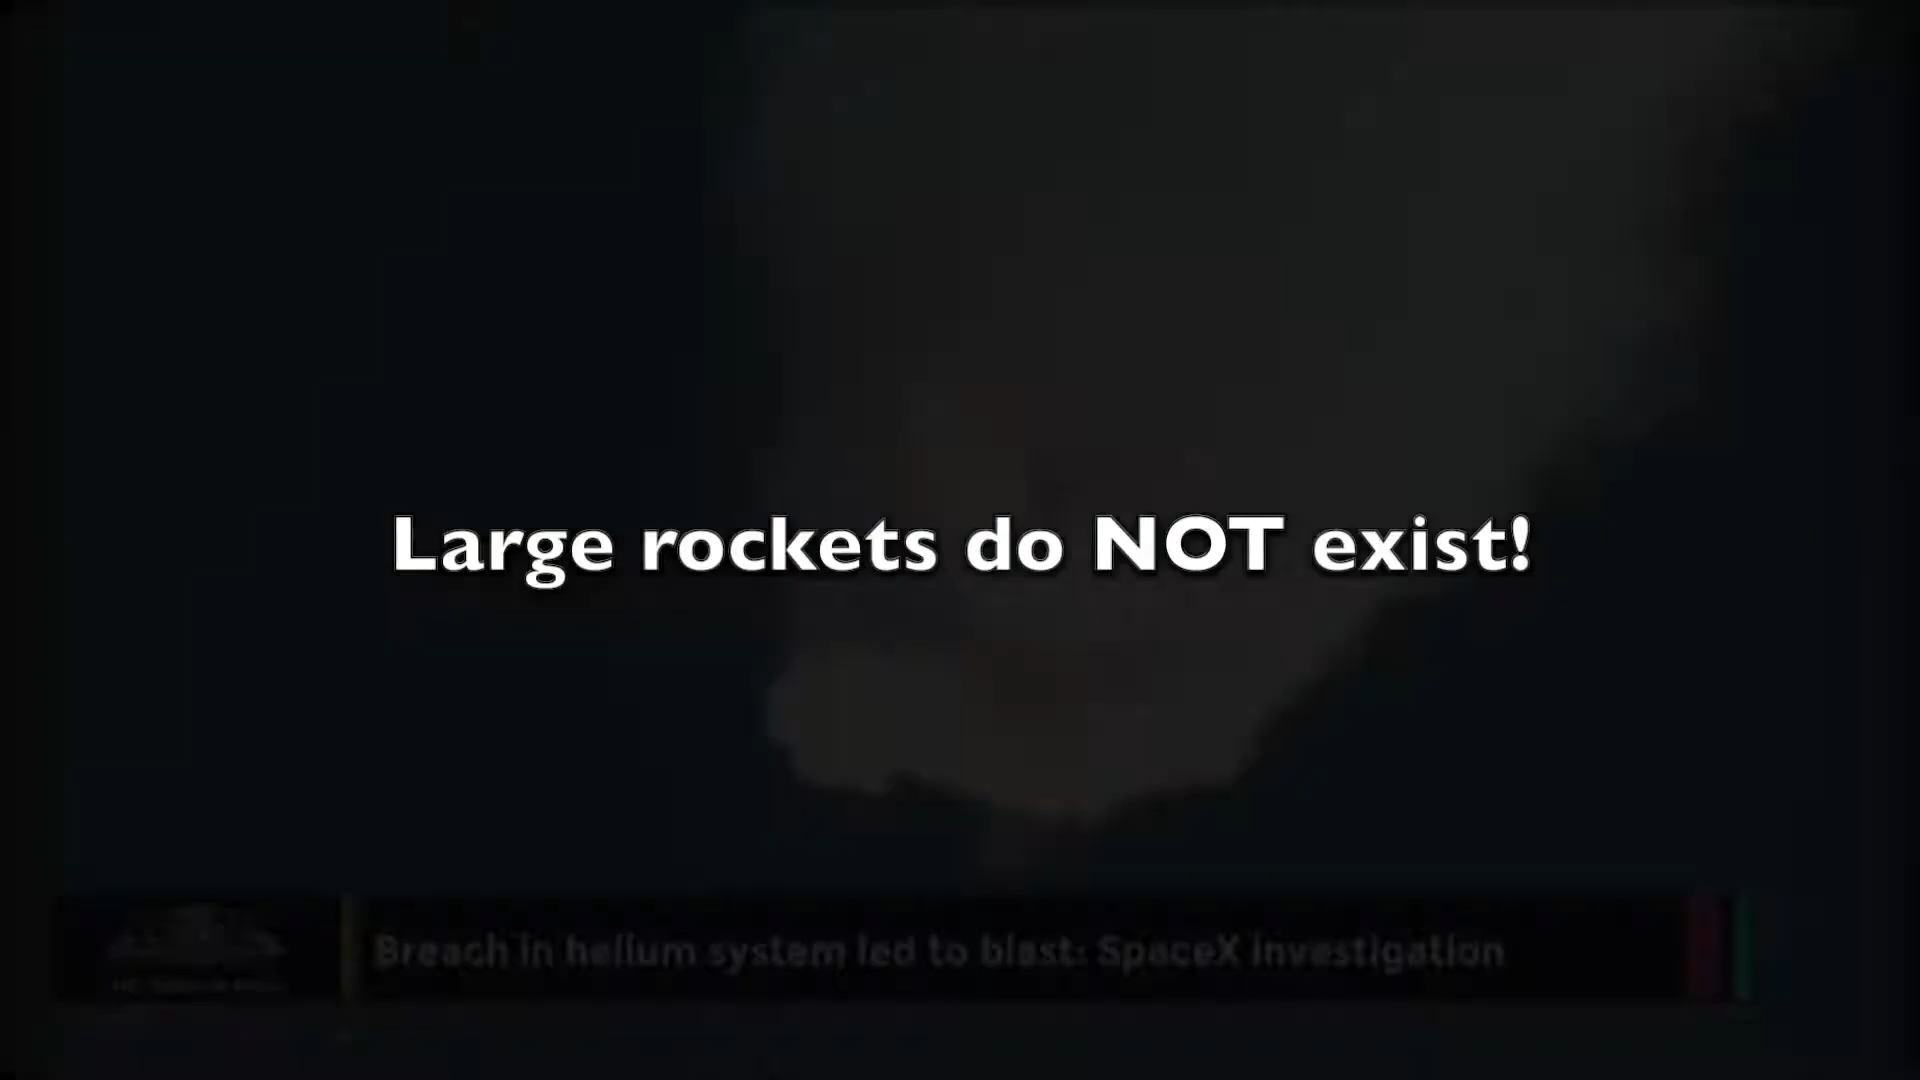 Large rockets do NOT exist!
Breach in helium system led to blast: SpaceX investigation